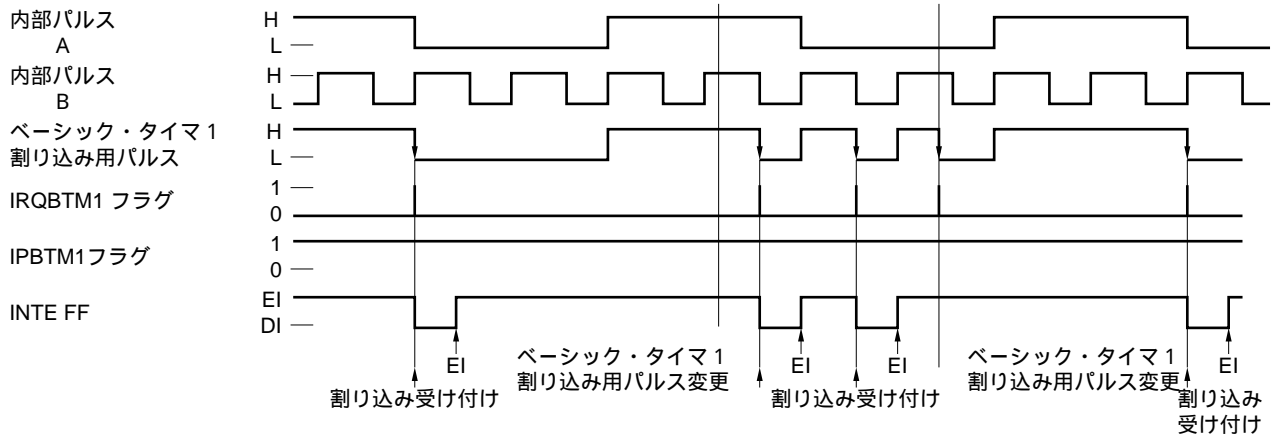 内部パルス
A
H
L
内部パルス
B
H
L
ベーシック・タイマ1
割り込み用パルス
H
L
IRQBTM1 フラグ
1
0
IPBTM1フラグ
1
0
INTE FF
EI
DI
EI
ベーシック・タイマ1
割り込み用パルス変更
EI
EI
ベーシック・タイマ1
割り込み用パルス変更
EI
割り込み受け付け
割り込み受け付け
割り込み
受け付け